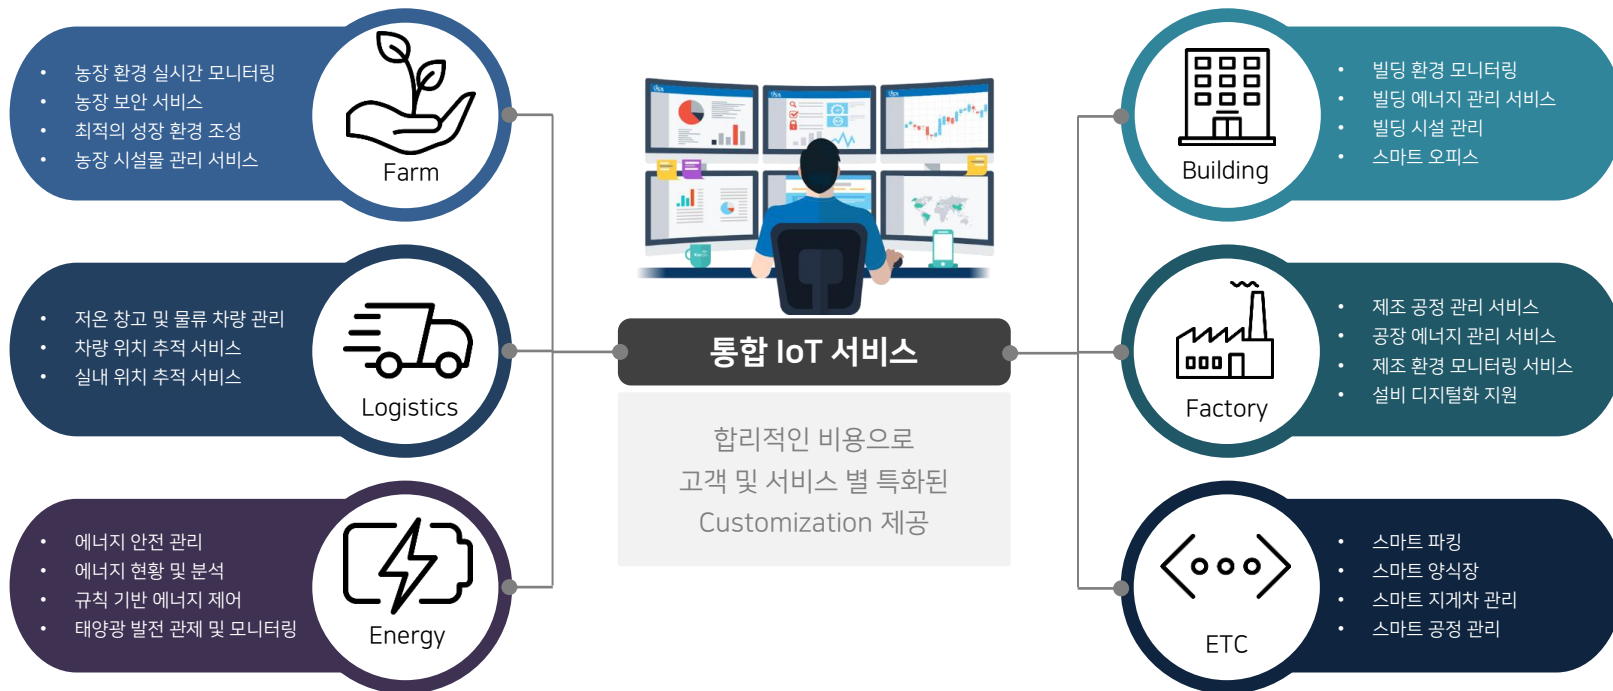 • 농장 환경 실시간 모니터링
• 농장 보안 서비스
• 최적의 성장 환경 조성
• 농장 시설물 관리 서비스
Farm
• 저온 창고 및 물류 차량 관리
• 차량 위치 추적 서비스
• 실내 위치 추적 서비스
Logistics
• 에너지 안전 관리
• 에너지 현황 및 분석
• 규칙 기반 에너지 제어
• 태양광 발전 관제 및 모니터링
Energy
통합 IoT 서비스
합리적인 비용으로
고객 및 서비스 별 특화된
Customization 제공
Building
• 빌딩 환경 모니터링
• 빌딩 에너지 관리 서비스
• 빌딩 시설 관리
• 스마트 오피스
Factory
• 제조 공정 관리 서비스
• 공장 에너지 관리 서비스
• 제조 환경 모니터링 서비스
• 설비 디지털화 지원
ETC
• 스마트 파킹
• 스마트 양식장
• 스마트 지게차 관리
• 스마트 공정 관리